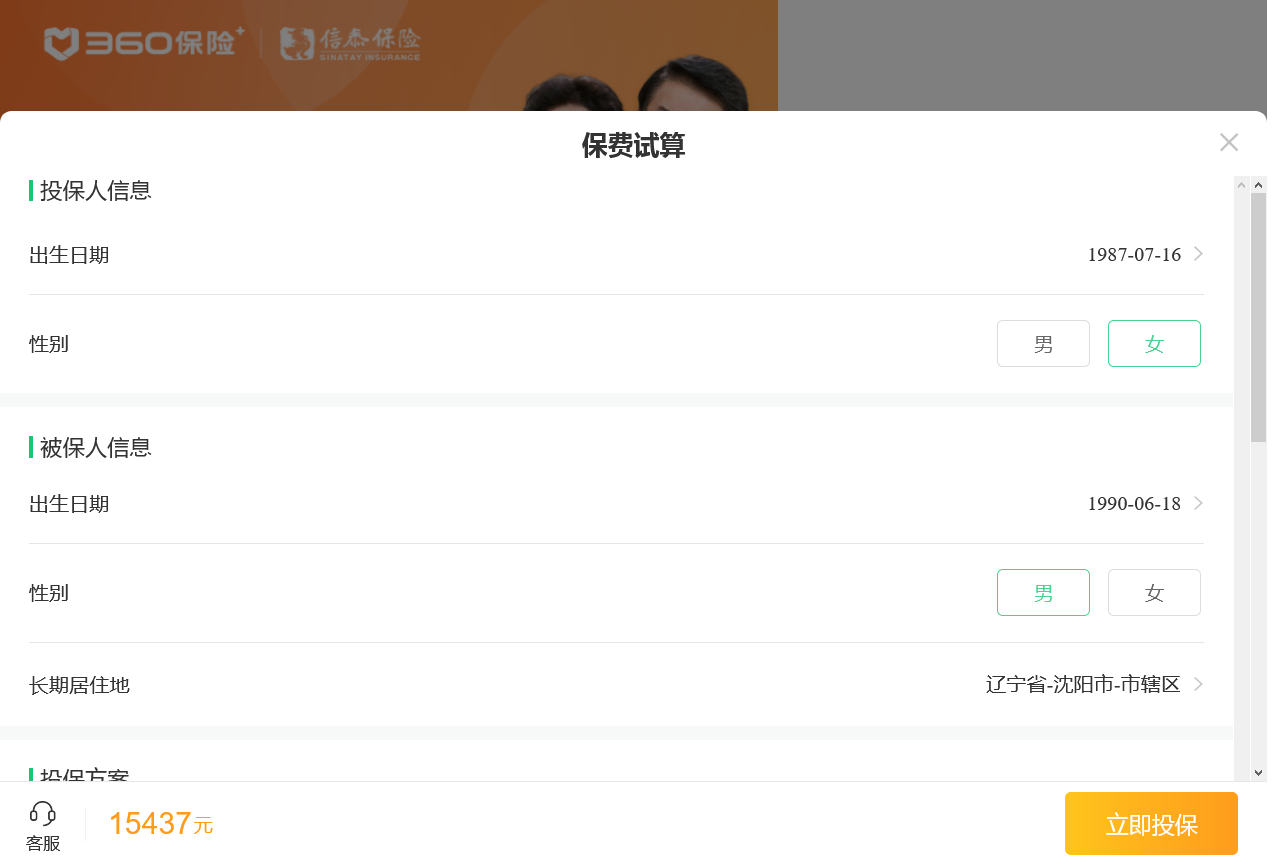 360保险+ 信泰保险
SINATAY INSURANCE
保费试算
投保人信息
出生日期 1987-07-16
性别 男 女
被保人信息
出生日期 1990-06-18
性别 男 女
长期居住地 辽宁省-沈阳市-市辖区
投保方案
15437元 立即投保
客服